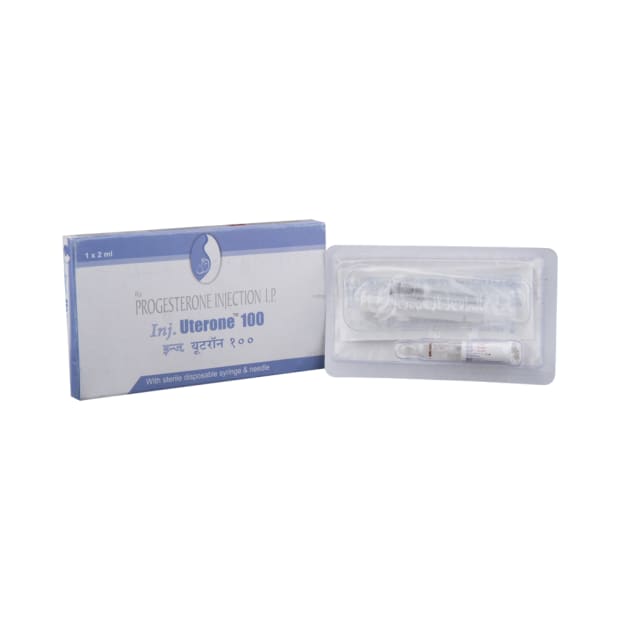 1 x 2 ml
Rx
PROGESTERONE INJECTION I.P.
Inj. Uterone™ 100
इन्ज. यूटरॉन १००
With sterile disposable syringe & needle